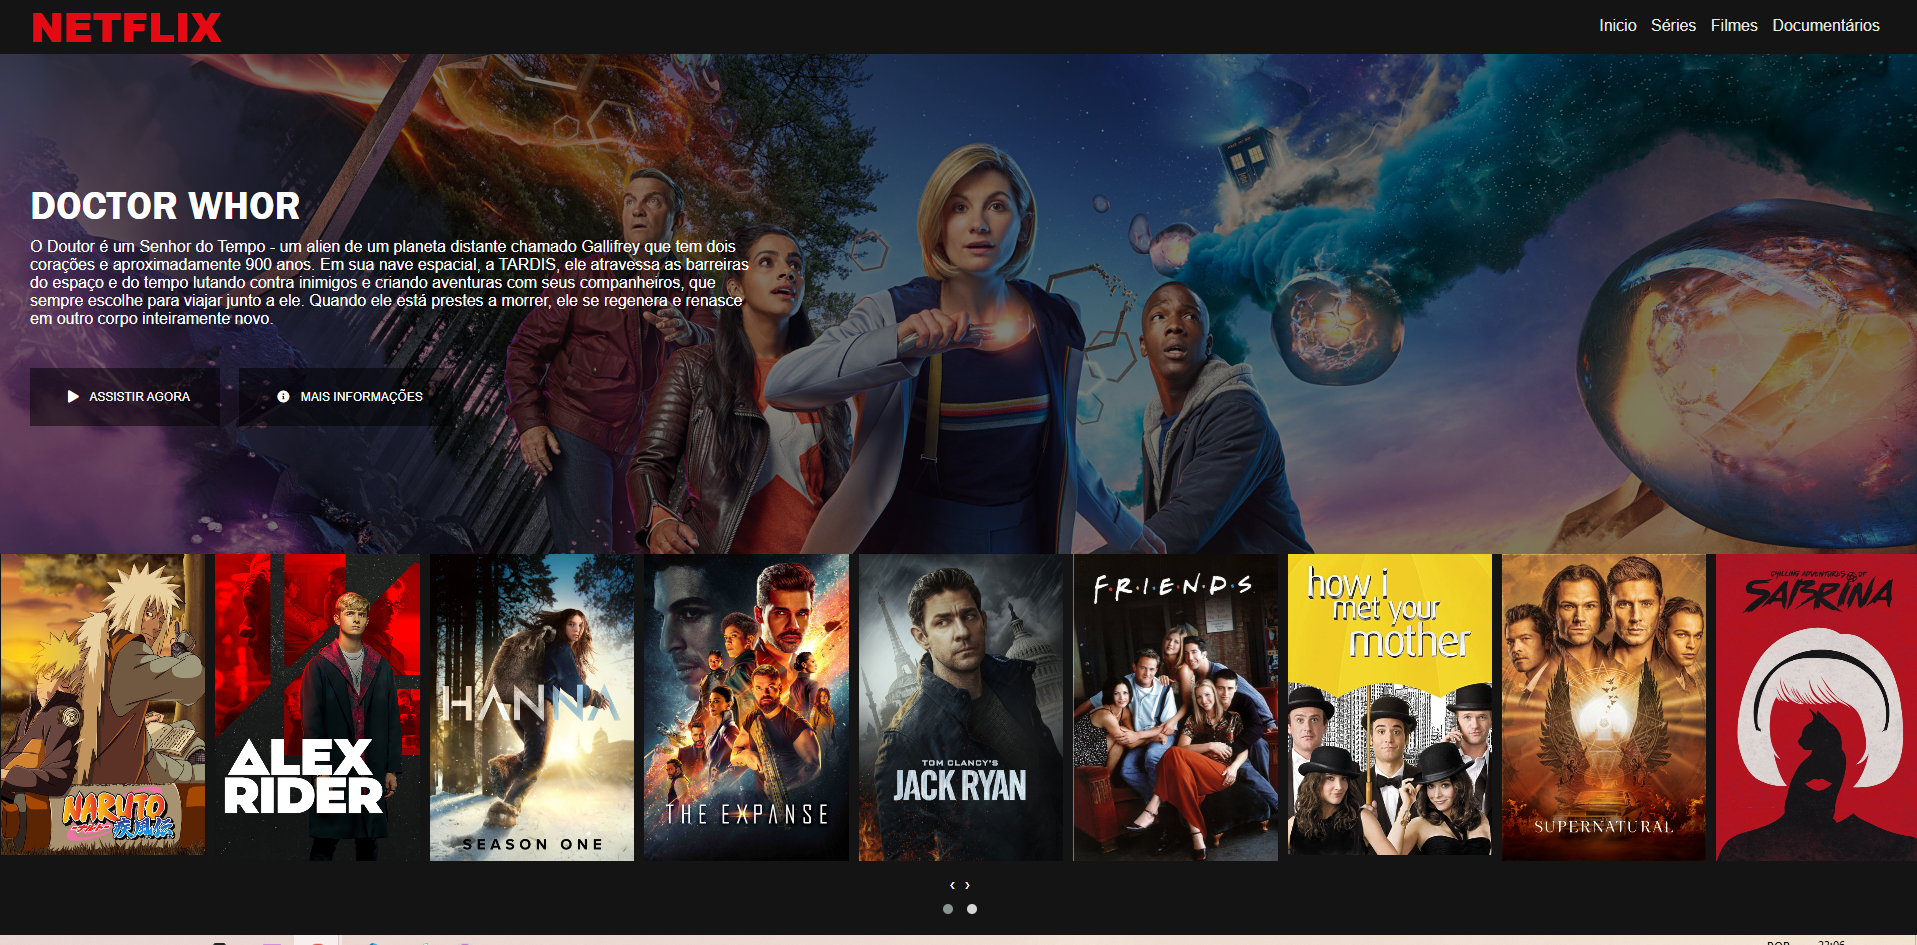 NETFLIX
Inicio Séries Filmes Documentários
DOCTOR WHOR
O Doutor é um Senhor do Tempo - um alien de um planeta distante chamado Gallifrey que tem dois
corações e aproximadamente 900 anos. Em sua nave espacial, a TARDIS, ele atravessa as barreiras
do espaço e do tempo lutando contra inimigos e criando aventuras com seus companheiros, que
sempre escolhe para viajar junto a ele. Quando ele está prestes a morrer, ele se regenera e renasce
em outro corpo inteiramente novo.
ASSISTIR AGORA
MAIS INFORMAÇÕES
NARUTO
疾風伝
ALEX
RIDER
HANNA
SEASON ONE
THE EXPANSE
TOM CLANCY'S
JACK RYAN
F·R·I·E·N·D·S
how i
met your
mother
SUPERNATURAL
CHILLING ADVENTURES OF
SABRINA
‹ ›